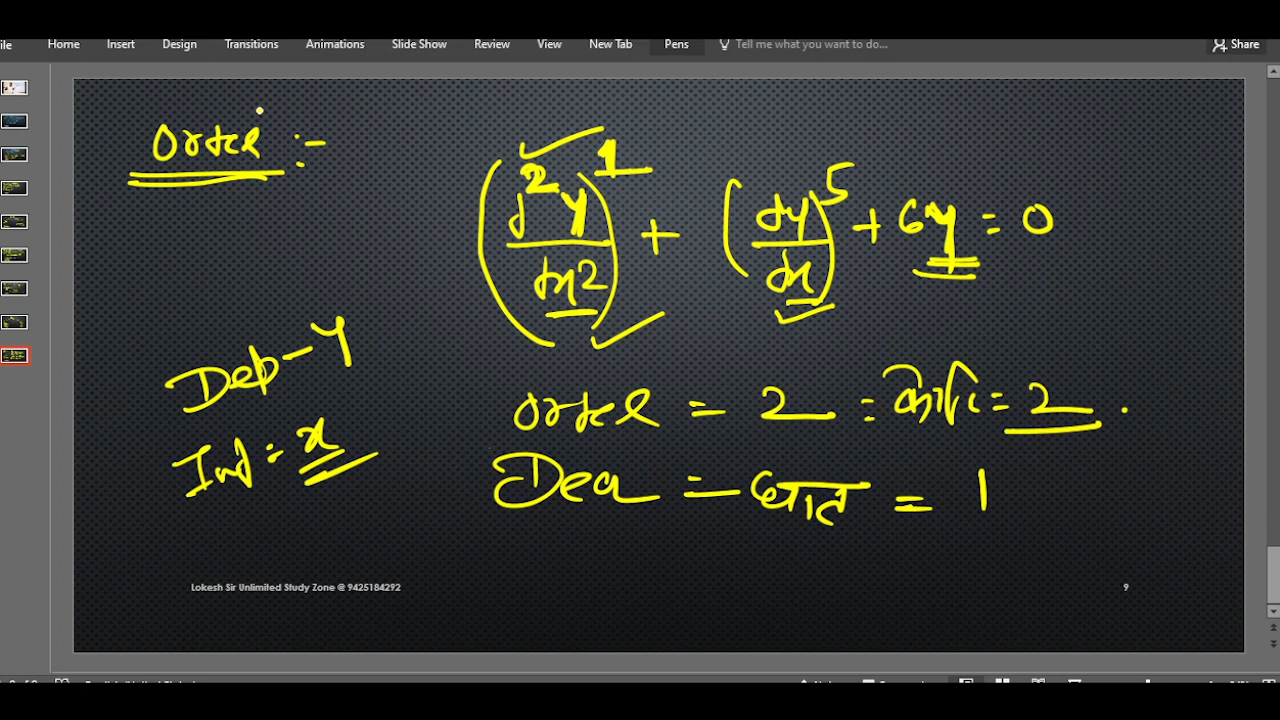 File Home Insert Design Transitions Animations Slide Show Review View New Tab Pens Tell me what you want to do... Share
Order :-
(d²y/dx2)¹ + (dy/dx)⁵ + 6y = 0
Dep - y
Ind = x
Order = 2 = कोटि = 2 .
Deg = घात = 1
Lokesh Sir Unlimited Study Zone @ 9425184292 9